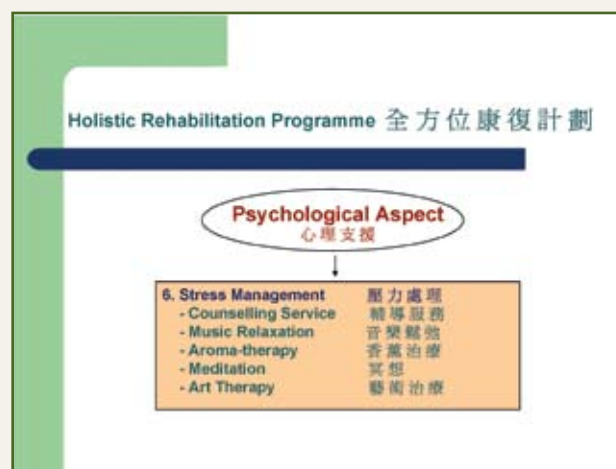 Holistic Rehabilitation Programme 全方位康復計劃
Psychological Aspect
心理支援
6. Stress Management 壓力處理
- Counselling Service 輔導服務
- Music Relaxation 音樂鬆弛
- Aroma-therapy 香薰治療
- Meditation 冥想
- Art Therapy 藝術治療